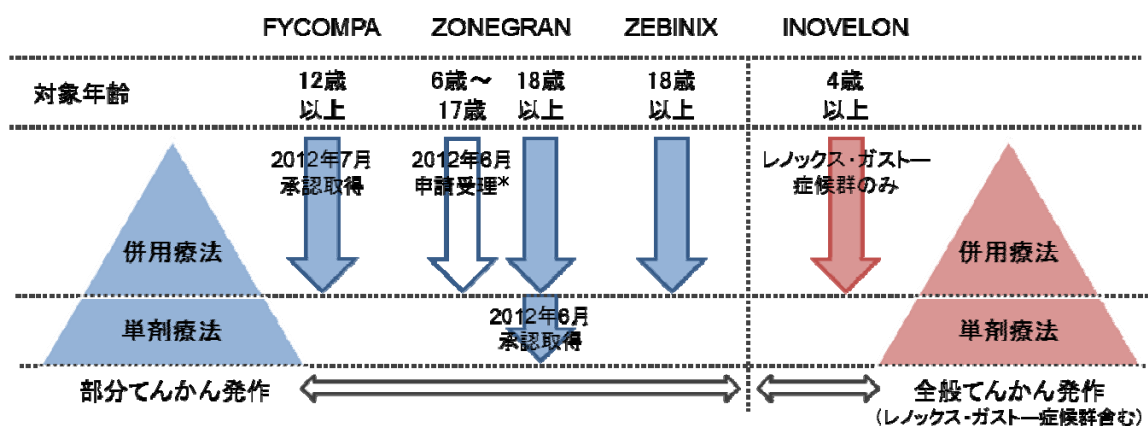 FYCOMPA ZONEGRAN ZEBINIX INOVELON
対象年齢
12歳
以上
6歳～
17歳
18歳
以上
18歳
以上
4歳
以上
2012年7月
承認取得
2012年6月
申請受理*
レノックス・ガストー
症候群のみ
併用療法
併用療法
2012年6月
承認取得
単剤療法
単剤療法
部分てんかん発作
全般てんかん発作
(レノックス・ガストー症候群含む)